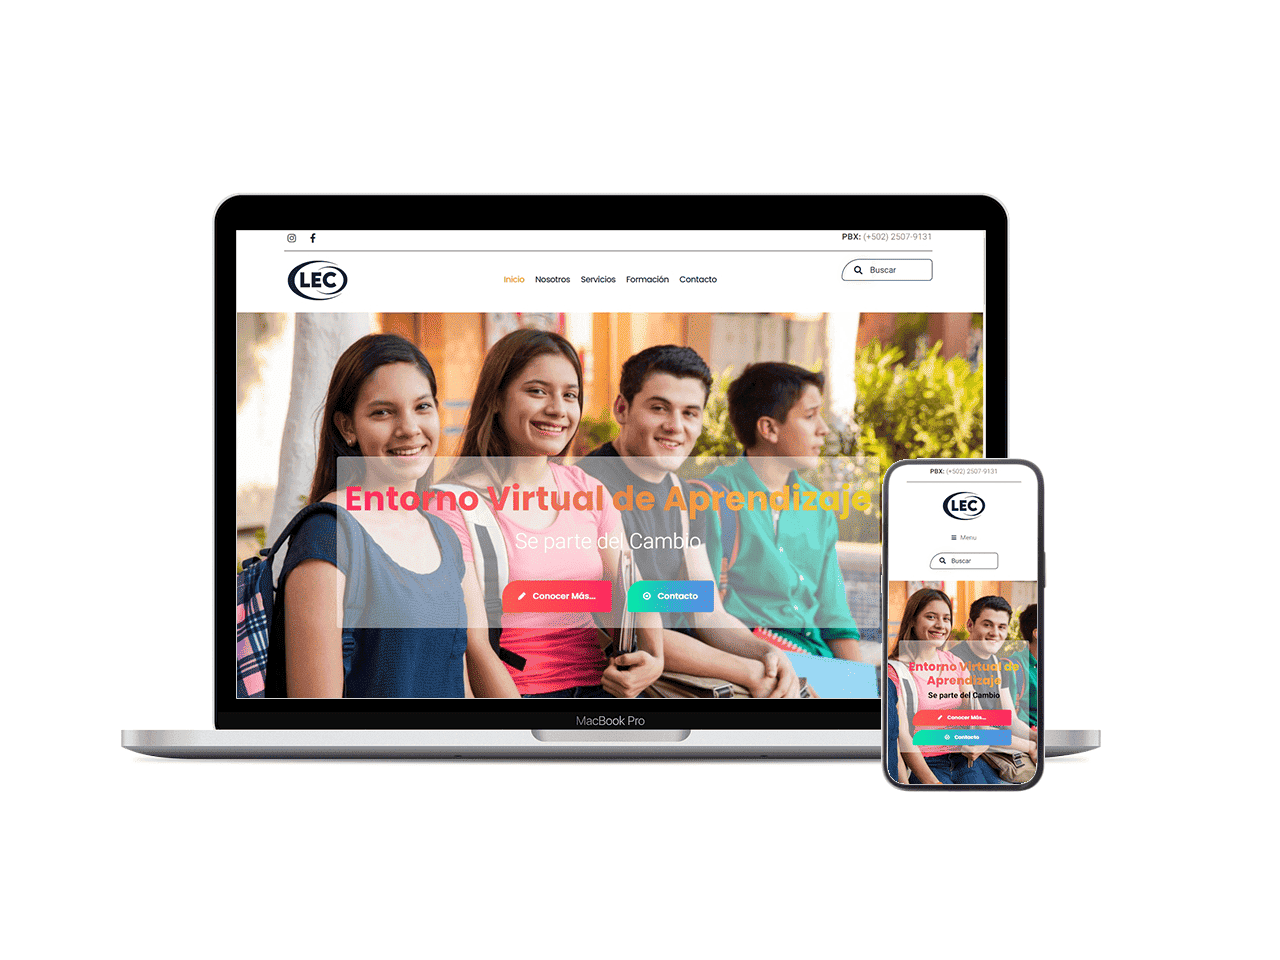 PBX: (+502) 2507-9131
LEC
Inicio Nosotros Servicios Formación Contacto
Buscar
Entorno Virtual de Aprendizaje
Se parte del Cambio
Conocer Más... Contacto
MacBook Pro
PBX: (+502) 2507-9131
LEC
Menu
Buscar
Entorno Virtual de
Aprendizaje
Se parte del Cambio
Conocer Más...
Contacto